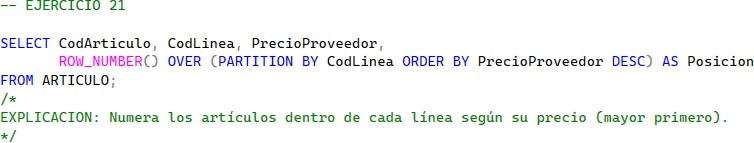 -- EJERCICIO 21
SELECT CodArticulo, CodLinea, PrecioProveedor,
ROW_NUMBER() OVER (PARTITION BY CodLinea ORDER BY PrecioProveedor DESC) AS Posicion
FROM ARTICULO;
/*
EXPLICACION: Numera los artículos dentro de cada línea según su precio (mayor primero).
*/